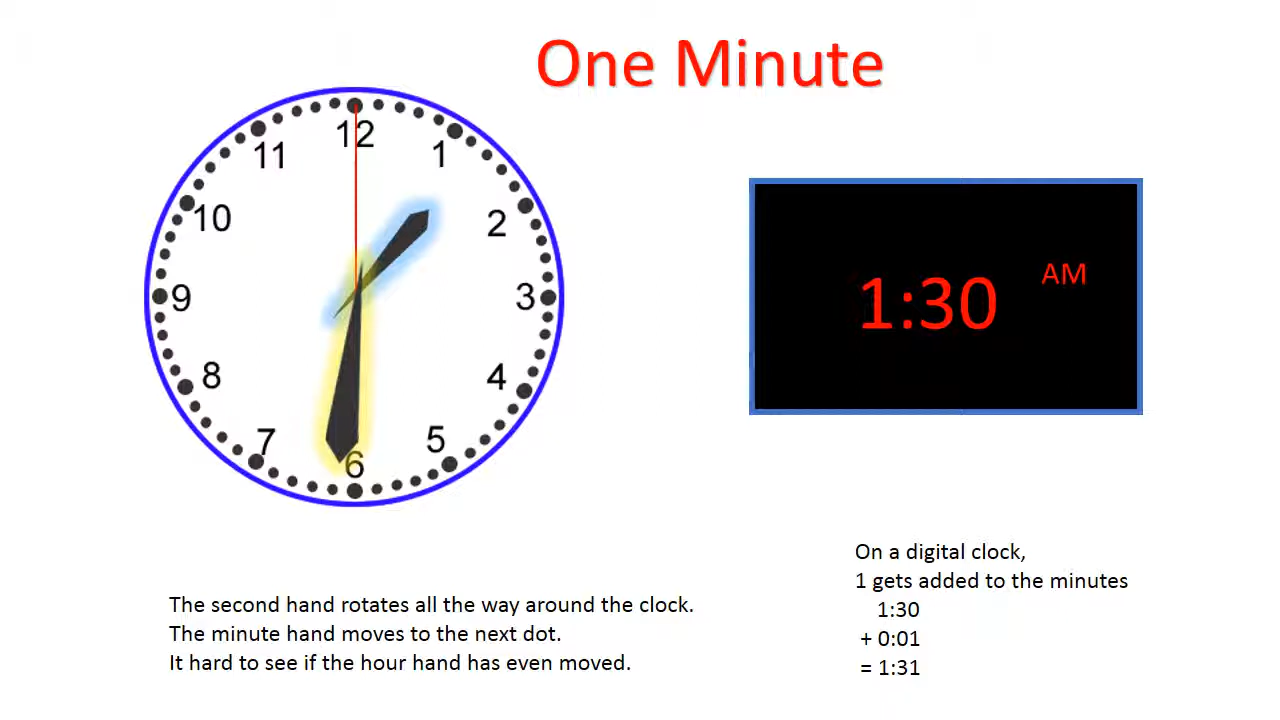 One Minute
12
11
1
10
2
9
3
8
4
7
5
6
AM
1:30
On a digital clock,
1 gets added to the minutes
1:30
+ 0:01
= 1:31
The second hand rotates all the way around the clock.
The minute hand moves to the next dot.
It hard to see if the hour hand has even moved.